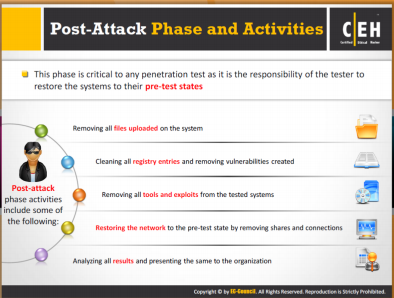 Post-Attack Phase and Activities
C|EH
Certified Ethical Hacker
This phase is critical to any penetration test as it is the responsibility of the tester to
restore the systems to their pre-test states
Removing all files uploaded on the system
Cleaning all registry entries and removing vulnerabilities created
Post-attack
phase activities
include some of
the following:
Removing all tools and exploits from the tested systems
Restoring the network to the pre-test state by removing shares and connections
Analyzing all results and presenting the same to the organization
Copyright © by EC-Council. All Rights Reserved. Reproduction is Strictly Prohibited.